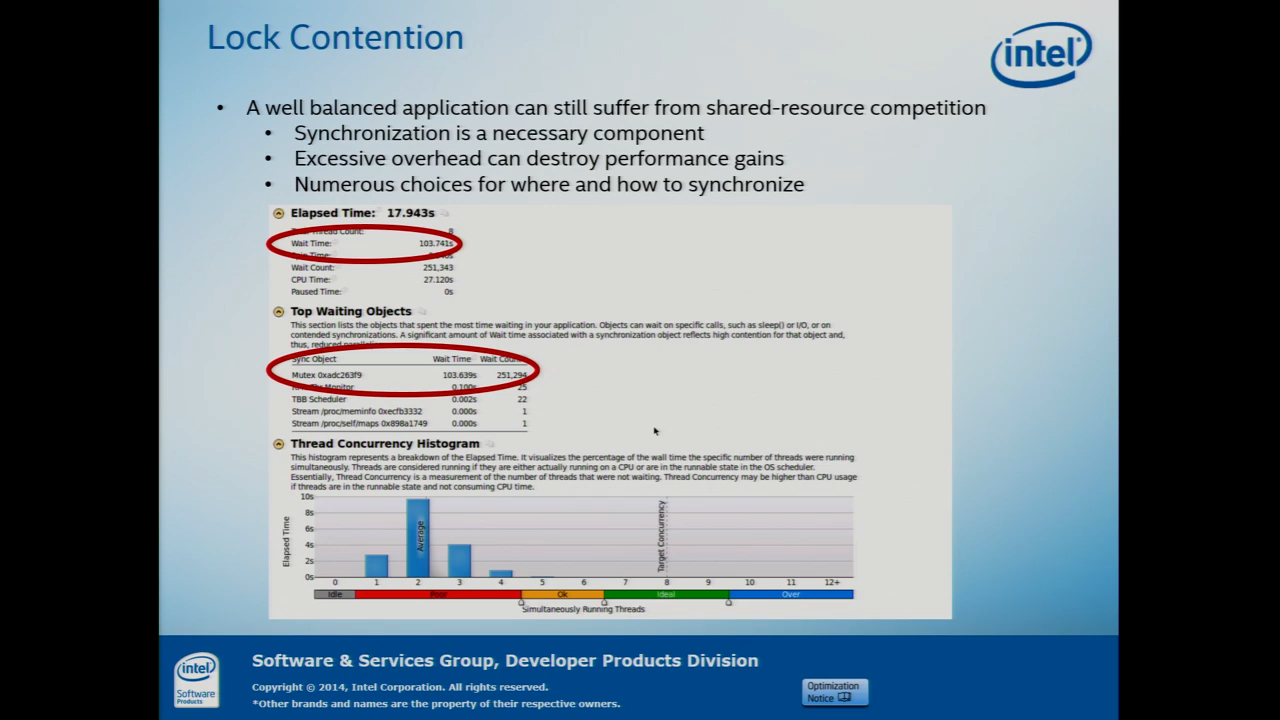 Lock Contention
intel
• A well balanced application can still suffer from shared-resource competition
• Synchronization is a necessary component
• Excessive overhead can destroy performance gains
• Numerous choices for where and how to synchronize
Elapsed Time: 17.943s
Thread Count: 8
Wait Time: 103.741s
Spin Time:
Wait Count: 251,343
CPU Time: 27.120s
Paused Time: 0s
Top Waiting Objects
This section lists the objects that spent the most time waiting in your application. Objects can wait on specific calls, such as sleep() or I/O, or on
contended synchronizations. A significant amount of Wait time associated with a synchronization object reflects high contention for that object and,
thus, reduced
Sync Object Wait Time Wait Count
Mutex 0xadc263f9 103.639s 251,294
Monitor 0.100s 25
TBB Scheduler 0.002s 22
Stream /proc/meminfo 0xecfb3332 0.000s 1
Stream /proc/self/maps 0x898a1749 0.000s 1
Thread Concurrency Histogram
This histogram represents a breakdown of the Elapsed Time. It visualizes the percentage of the wall time the specific number of threads were running
simultaneously. Threads are considered running if they are either actually running on a CPU or are in the runnable state in the OS scheduler.
Essentially, Thread Concurrency is a measurement of the number of threads that were not waiting. Thread Concurrency may be higher than CPU usage
if threads are in the runnable state and not consuming CPU time.
10s
8s
6s
4s
2s
0s
Elapsed Time
Average
Target Concurrency
0 1 2 3 4 5 6 7 8 9 10 11 12+
Idle Poor Ok Ideal Over
Simultaneously Running Threads
intel
Software
Products
Software & Services Group, Developer Products Division
Copyright © 2014, Intel Corporation. All rights reserved.
*Other brands and names are the property of their respective owners.
Optimization
Notice